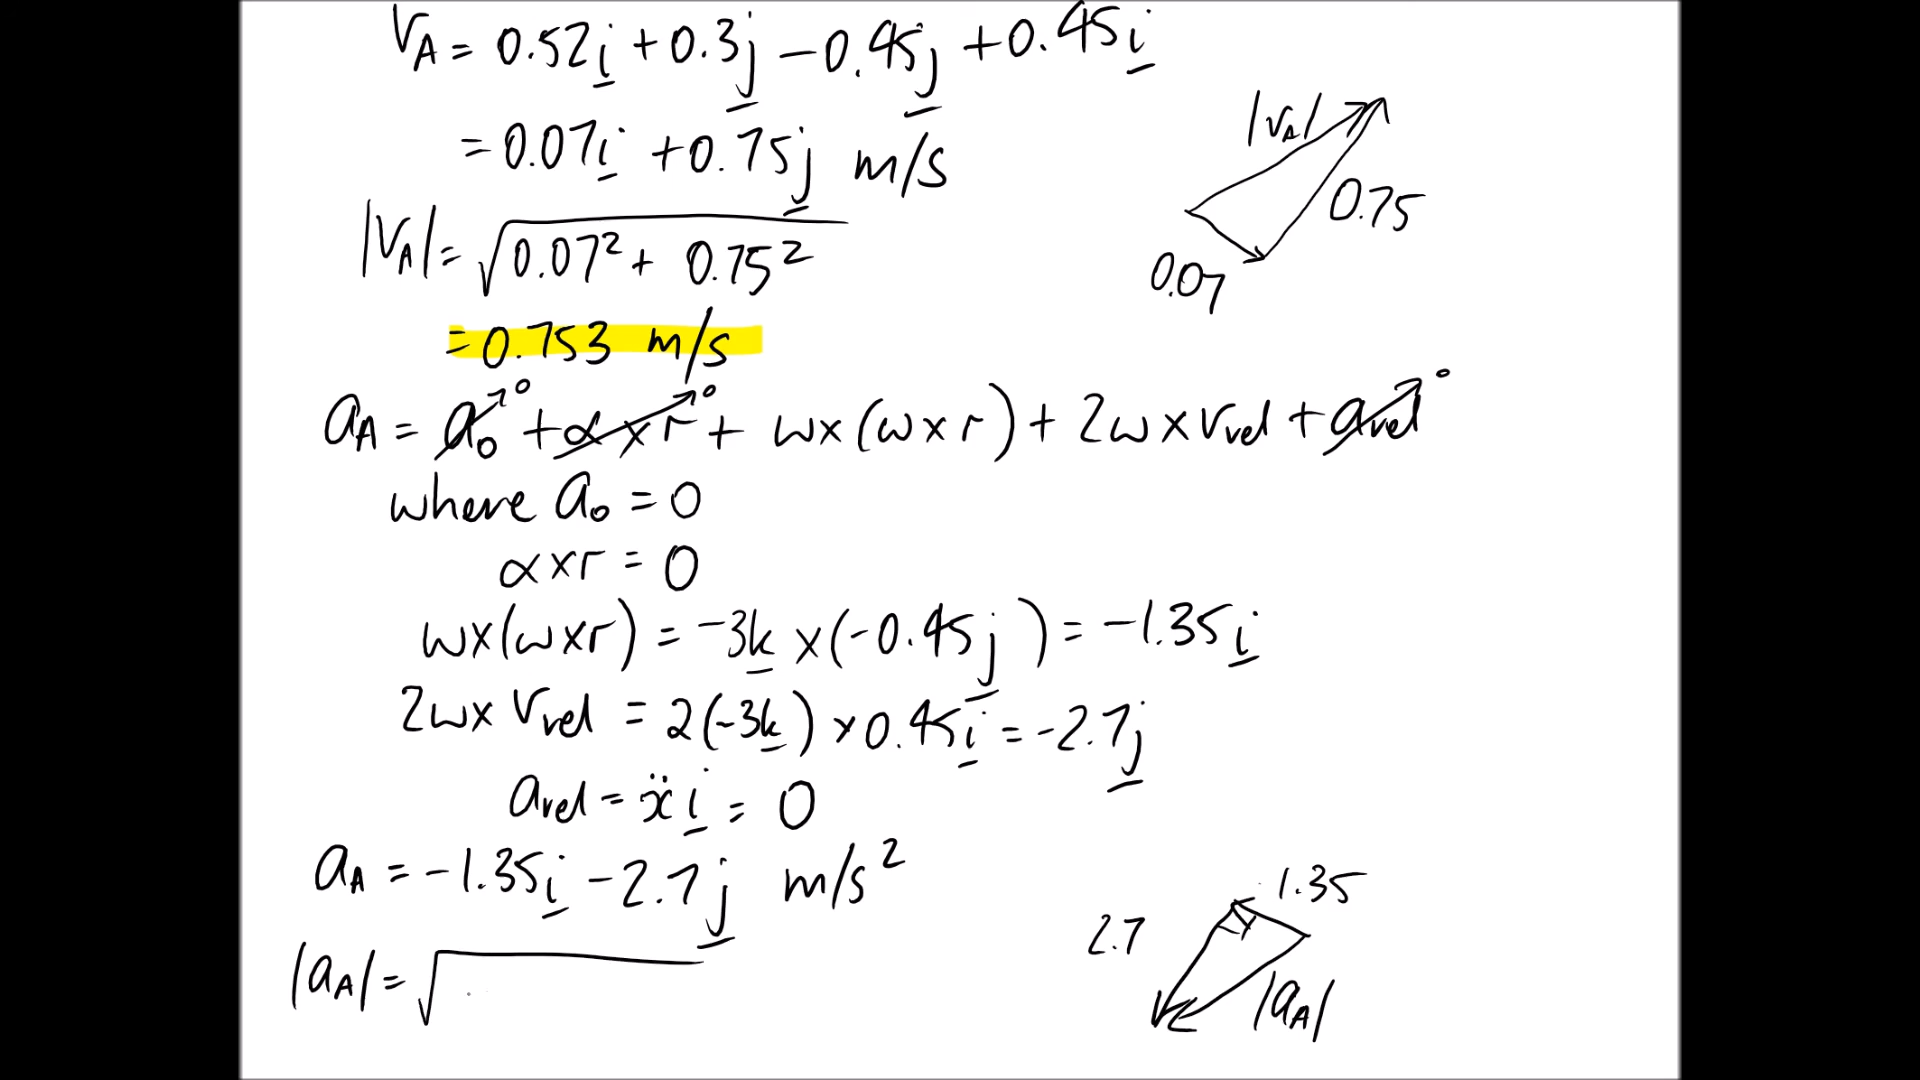 V_A = 0.52i + 0.3j - 0.45j + 0.45i
= 0.07i + 0.75j m/s
|V_A|
0.75
0.07
|V_A| = √0.07² + 0.75²
= 0.753 m/s
a_A = a_0 →0 + α x r →0 + ω x (ω x r) + 2ω x V_rel + a_rel →0
where a_0 = 0
α x r = 0
ω x (ω x r) = -3k x (-0.45j) = -1.35i
2ω x V_rel = 2(-3k) x 0.45i = -2.7j
a_rel = ẍi = 0
a_A = -1.35i - 2.7j m/s²
1.35
2.7
|a_A|
|a_A| = √